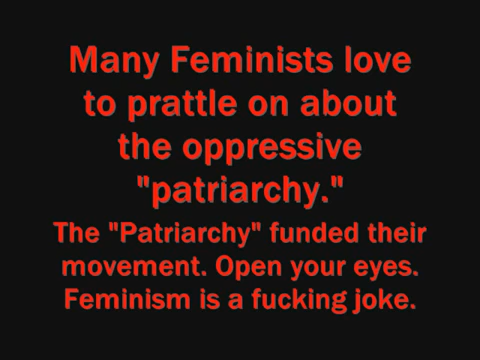 Many Feminists love
to prattle on about
the oppressive
"patriarchy."
The "Patriarchy" funded their
movement. Open your eyes.
Feminism is a fucking joke.